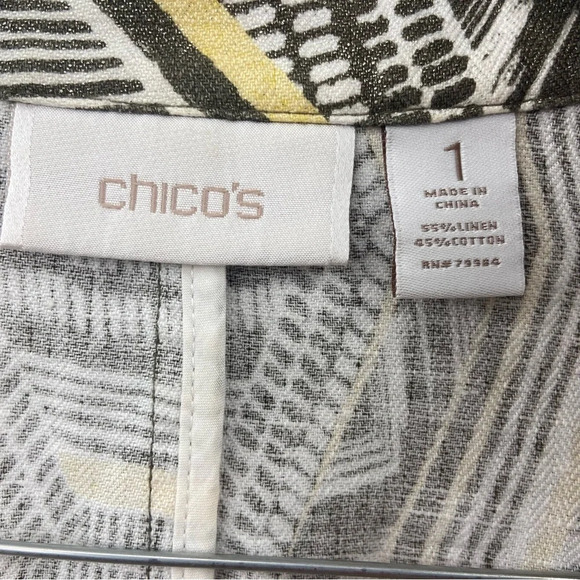 chico's
1
MADE IN
CHINA
55% LINEN
45% COTTON
RN# 79984